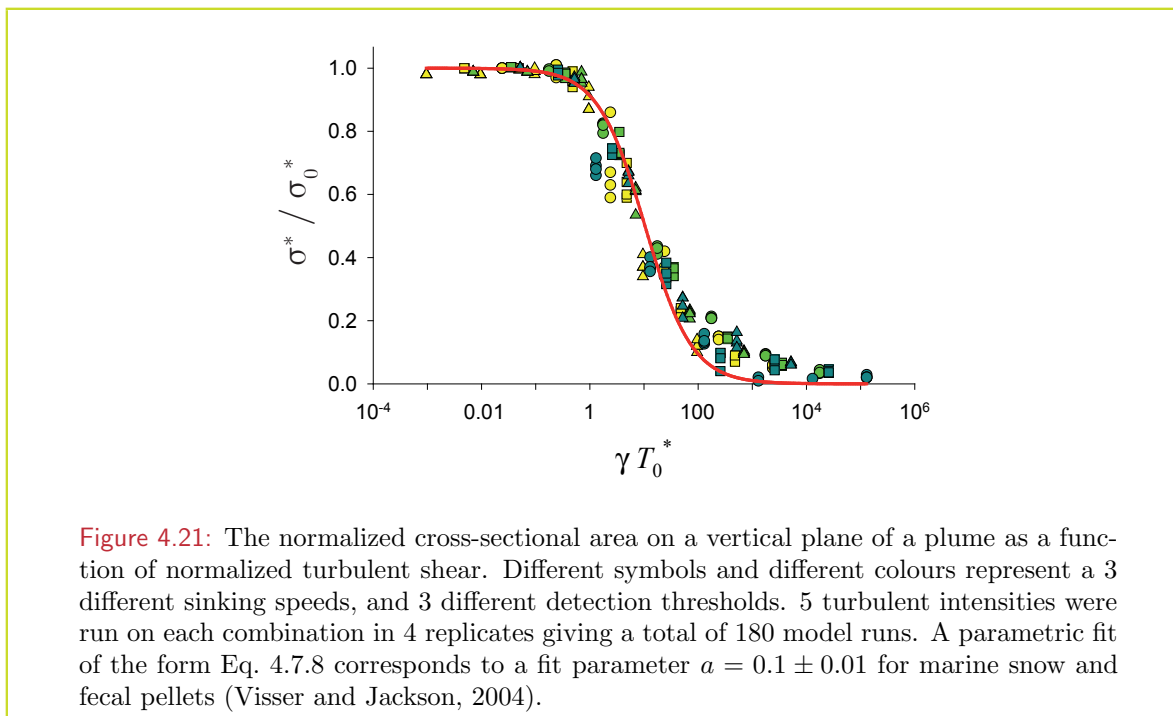 1.0
0.8
0.6
0.4
0.2
0.0
σ* / σ₀*
10⁻⁴ 0.01 1 100 10⁴ 10⁶
γ T₀*
Figure 4.21: The normalized cross-sectional area on a vertical plane of a plume as a func-
tion of normalized turbulent shear. Different symbols and different colours represent a 3
different sinking speeds, and 3 different detection thresholds. 5 turbulent intensities were
run on each combination in 4 replicates giving a total of 180 model runs. A parametric fit
of the form Eq. 4.7.8 corresponds to a fit parameter a = 0.1 ± 0.01 for marine snow and
fecal pellets (Visser and Jackson, 2004).